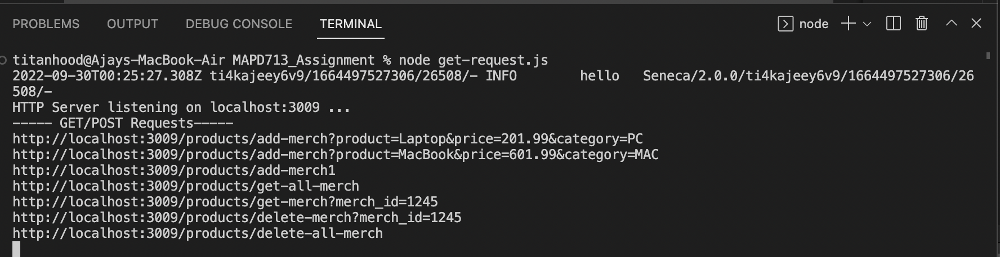 PROBLEMS OUTPUT DEBUG CONSOLE TERMINAL node
titanhood@Ajays-MacBook-Air MAPD713_Assignment % node get-request.js
2022-09-30T00:25:27.308Z ti4kajeey6v9/1664497527306/26508/- INFO hello Seneca/2.0.0/ti4kajeey6v9/1664497527306/26
508/-
HTTP Server listening on localhost:3009 ...
----- GET/POST Requests-----
http://localhost:3009/products/add-merch?product=Laptop&price=201.99&category=PC
http://localhost:3009/products/add-merch?product=MacBook&price=601.99&category=MAC
http://localhost:3009/products/add-merch1
http://localhost:3009/products/get-all-merch
http://localhost:3009/products/get-merch?merch_id=1245
http://localhost:3009/products/delete-merch?merch_id=1245
http://localhost:3009/products/delete-all-merch